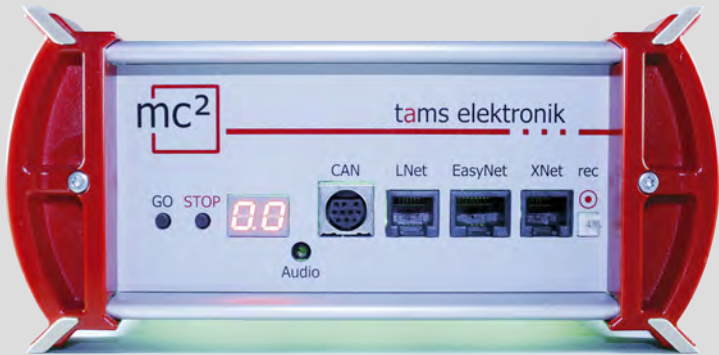 mc²
tams elektronik
CAN LNet EasyNet XNet rec
GO STOP
0.0
Audio